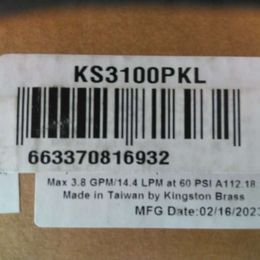 KS3100PKL
663370816932
Max 3.8 GPM/14.4 LPM at 60 PSI A112.18
Made in Taiwan by Kingston Brass
MFG Date:02/16/2023